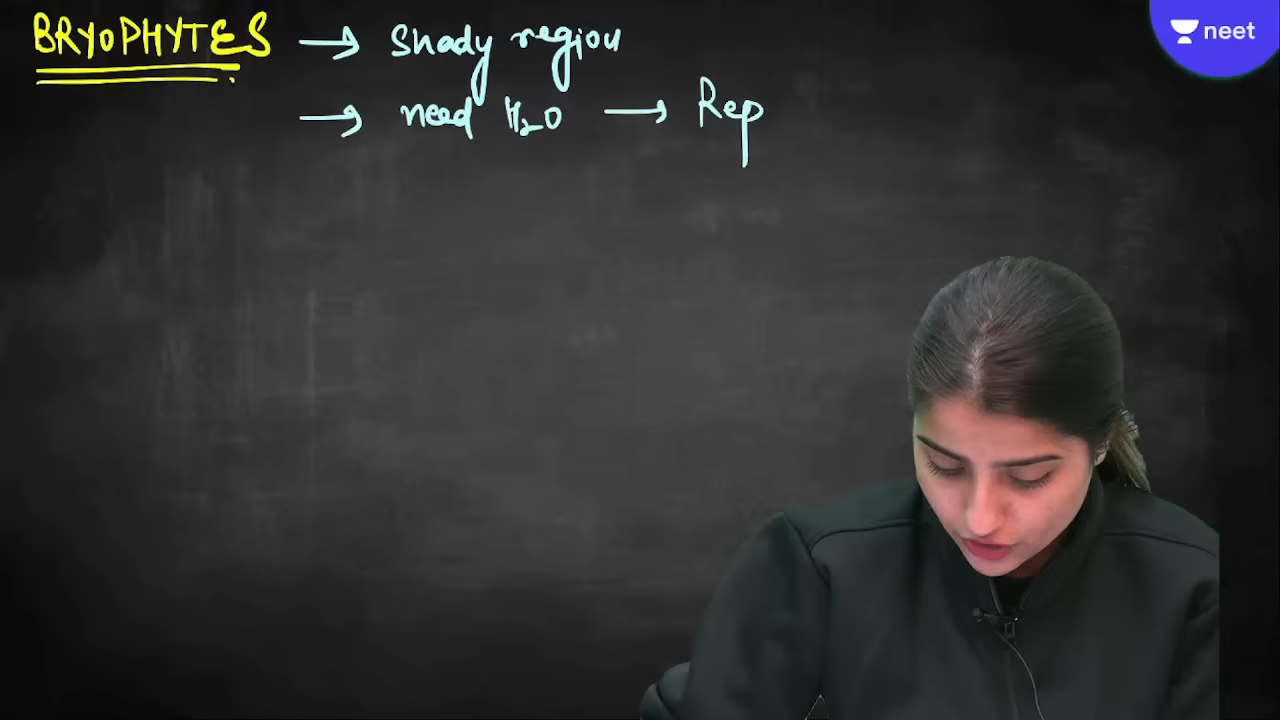 BRYOPHYTES → Shady region
→ need H₂O → Rep
neet